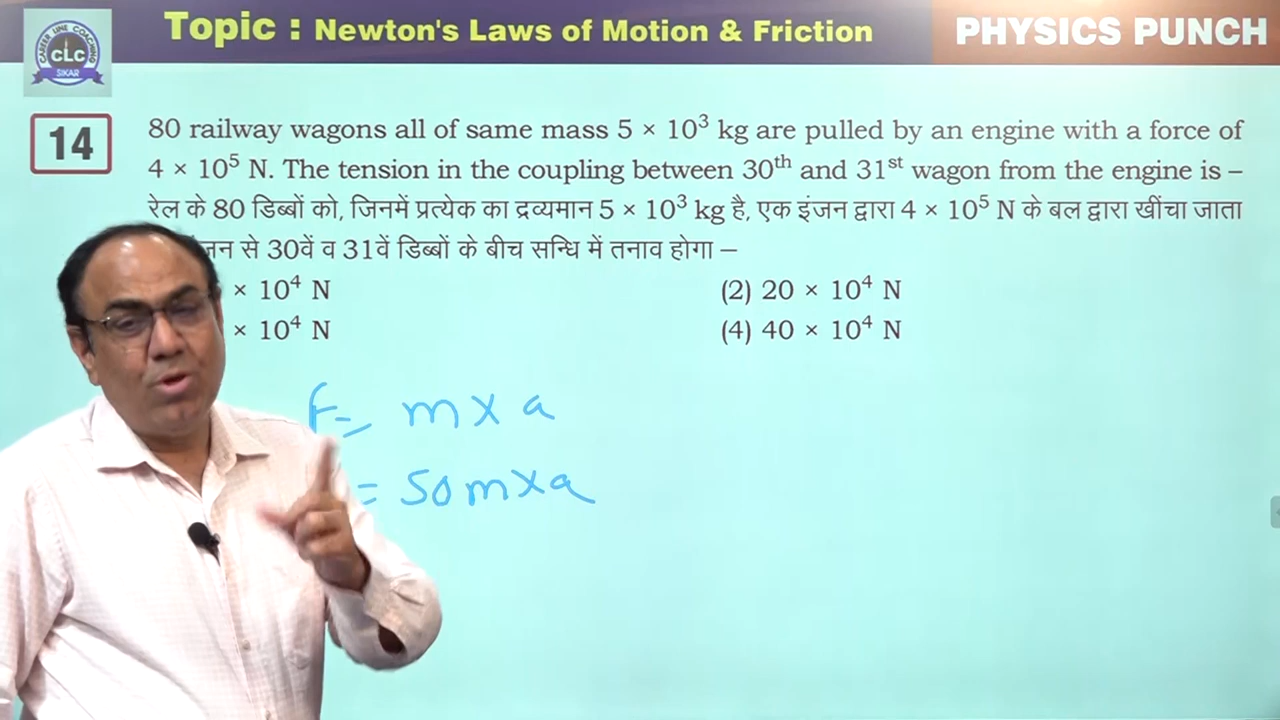 Topic : Newton's Laws of Motion & Friction
PHYSICS PUNCH
CAREER LINE COACHING
CLC
SIKAR
14
80 railway wagons all of same mass 5 × 10³ kg are pulled by an engine with a force of
4 × 10⁵ N. The tension in the coupling between 30ᵗʰ and 31ˢᵗ wagon from the engine is –
रेल के 80 डिब्बों को, जिनमें प्रत्येक का द्रव्यमान 5 × 10³ kg है, एक इंजन द्वारा 4 × 10⁵ N के बल द्वारा खींचा जाता
से 30वें व 31वें डिब्बों के बीच सन्धि में तनाव होगा –
× 10⁴ N
(2) 20 × 10⁴ N
× 10⁴ N
(4) 40 × 10⁴ N
F = m × a
= 50 m × a